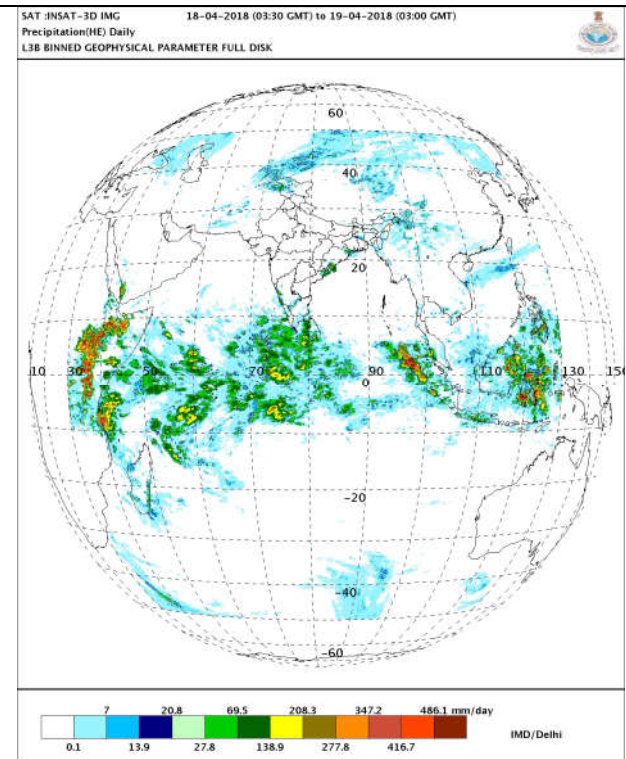 SAT :INSAT-3D IMG 18-04-2018 (03:30 GMT) to 19-04-2018 (03:00 GMT)
Precipitation(HE) Daily
L3B BINNED GEOPHYSICAL PARAMETER FULL DISK
60
40
20
10 30 50 70 90 110 130 150
0
-20
-40
-60
7 20.8 69.5 208.3 347.2 486.1 mm/day
0.1 13.9 27.8 138.9 277.8 416.7
IMD/Delhi